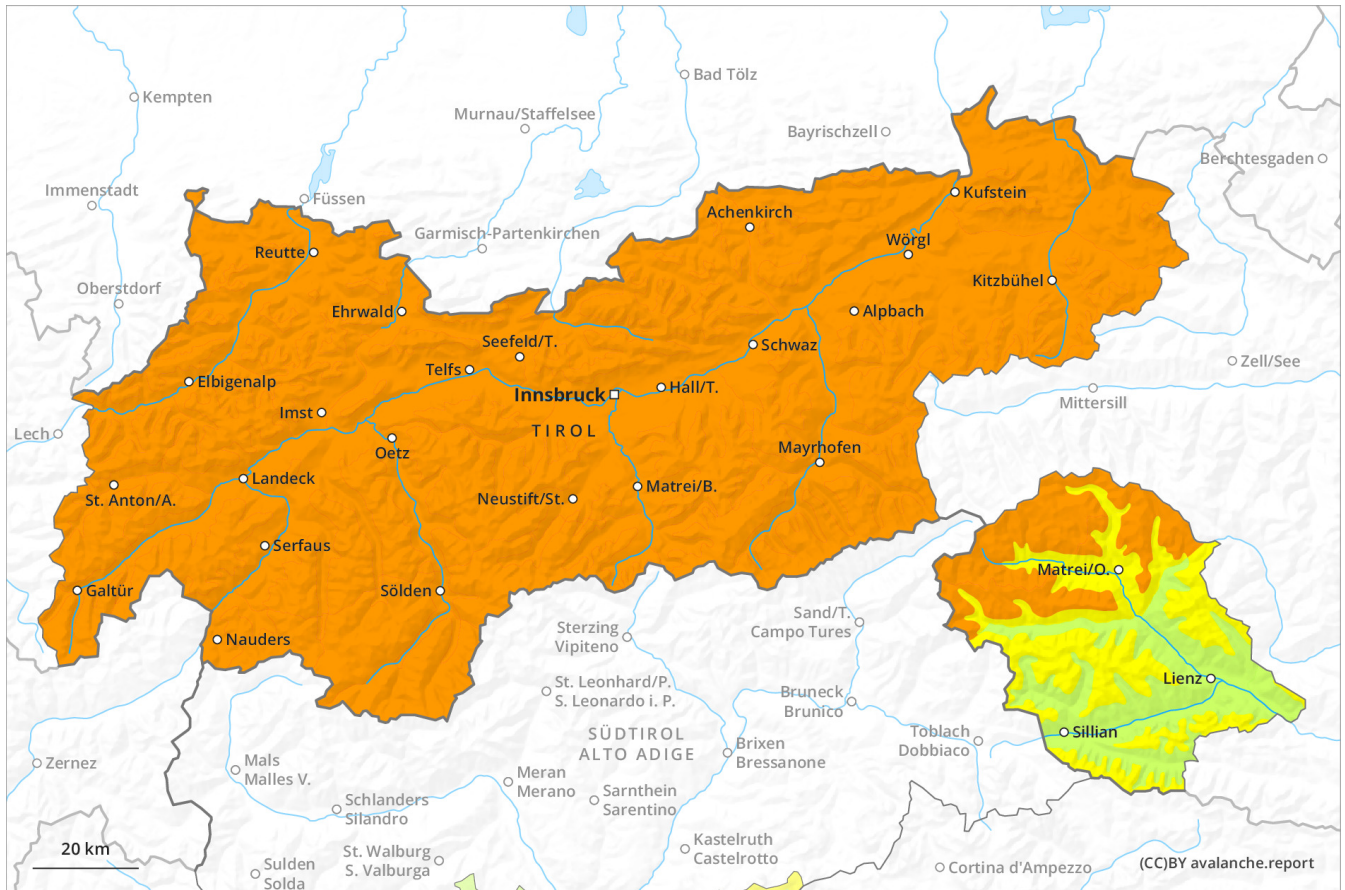 Bad Tölz
Kempten
Murnau/Staffelsee
Bayrischzell
Berchtesgaden
Immenstadt
Füssen
Kufstein
Achenkirch
Garmisch-Partenkirchen
Wörgl
Reutte
Kitzbühel
Oberstdorf
Ehrwald
Alpbach
Seefeld/T.
Schwaz
Zell/See
Telfs
Elbigenalp
Hall/T.
Innsbruck
Mittersill
Imst
TIROL
Lech
Oetz
Mayrhofen
Landeck
Matrei/B.
St. Anton/A.
Neustift/St.
Serfaus
Matrei/O.
Galtür
Sölden
Sand/T.
Campo Tures
Sterzing
Vipiteno
Nauders
Lienz
St. Leonhard/P.
S. Leonardo i. P.
Bruneck
Brunico
Sillian
SÜDTIROL
ALTO ADIGE
Toblach
Dobbiaco
Brixen
Bressanone
Zernez
Mals
Malles V.
Meran
Merano
Sarnthein
Sarentino
Schlanders
Silandro
Kastelruth
Castelrotto
20 km
St. Walburg
S. Valburga
(CC)BY avalanche.report
Cortina d'Ampezzo
Sulden
Solda